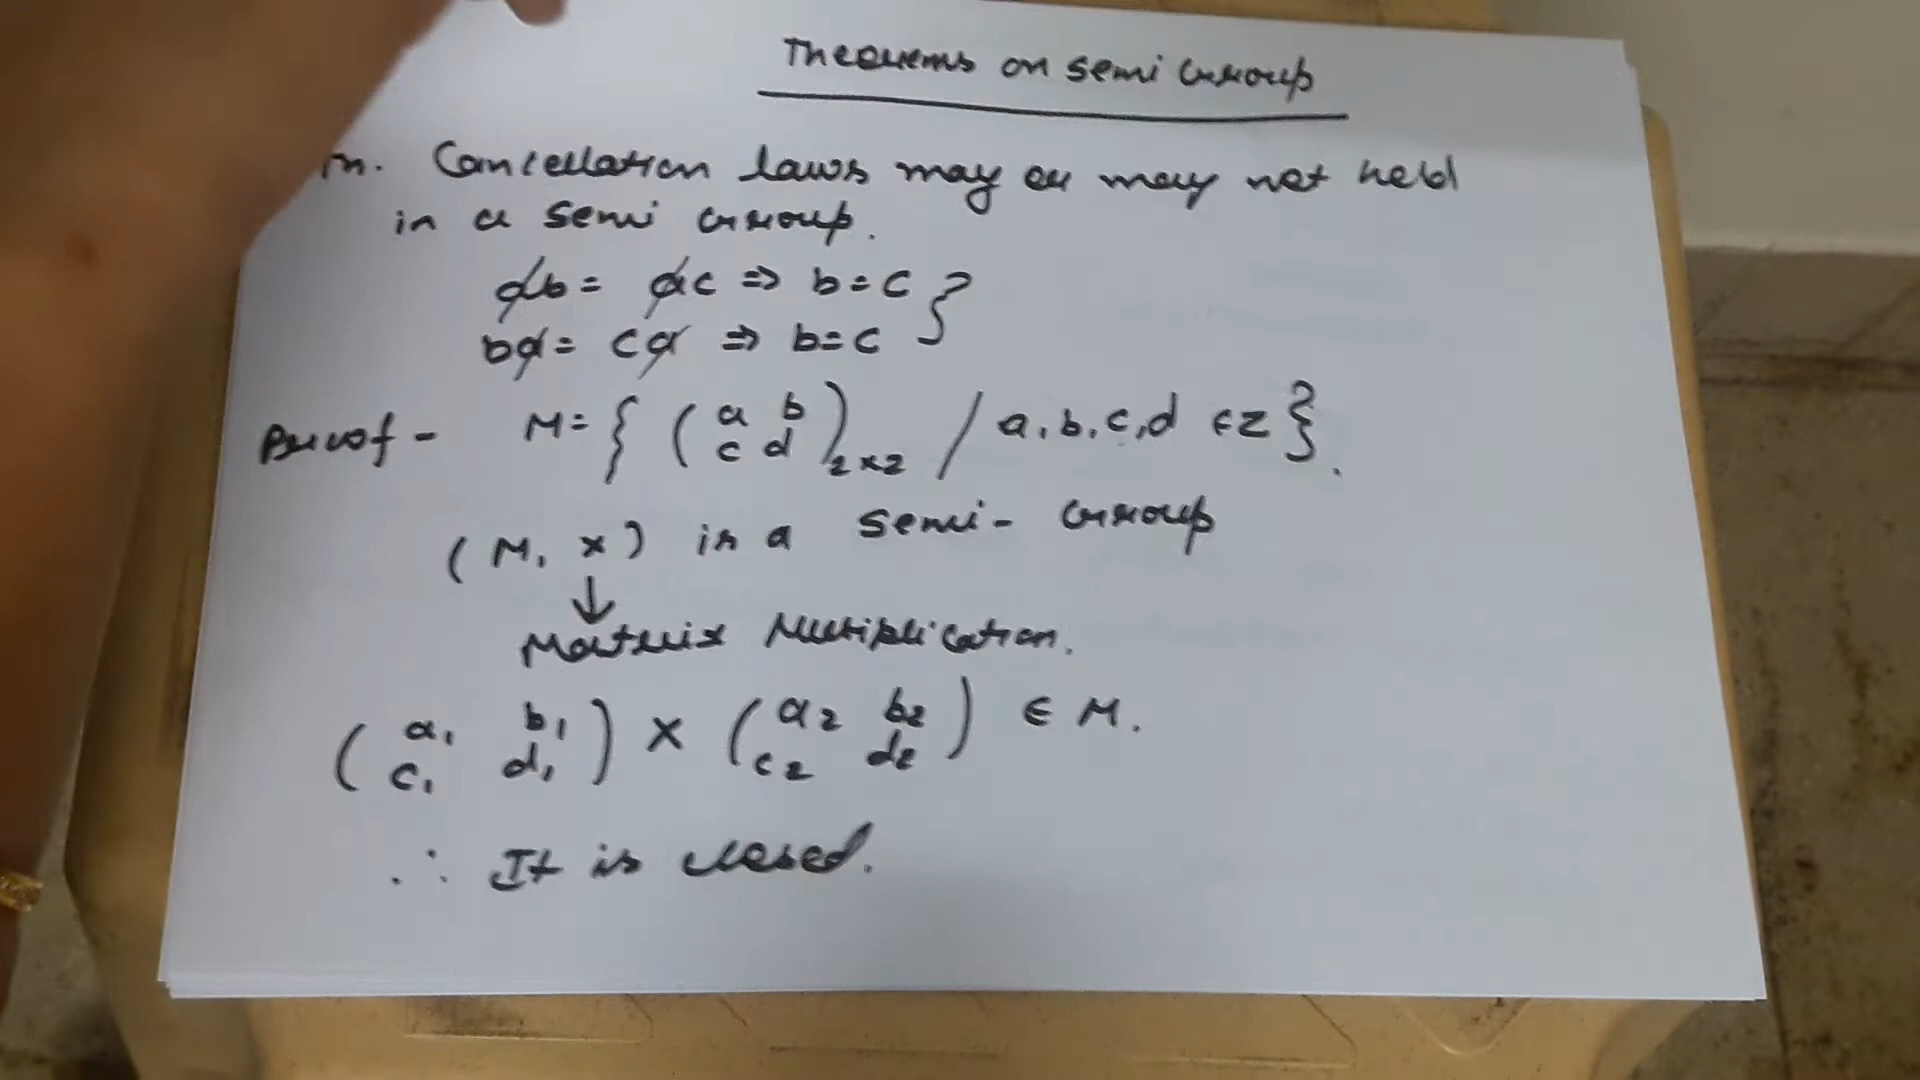 Theorems on semi Group
m. Cancellation laws may or may not hold
in a semi Group.
ab = ac ⇒ b = c }
ba = ca ⇒ b = c
Proof - M = { ( a b c d )2×2 / a, b, c, d ∈ Z }.
( M, × ) is a semi - Group
↓
Matrix Multiplication.
( a1 b1 ) × ( a2 b2 ) ∈ M.
( c1 d1 ) ( c2 d2 )
∴ It is closed.